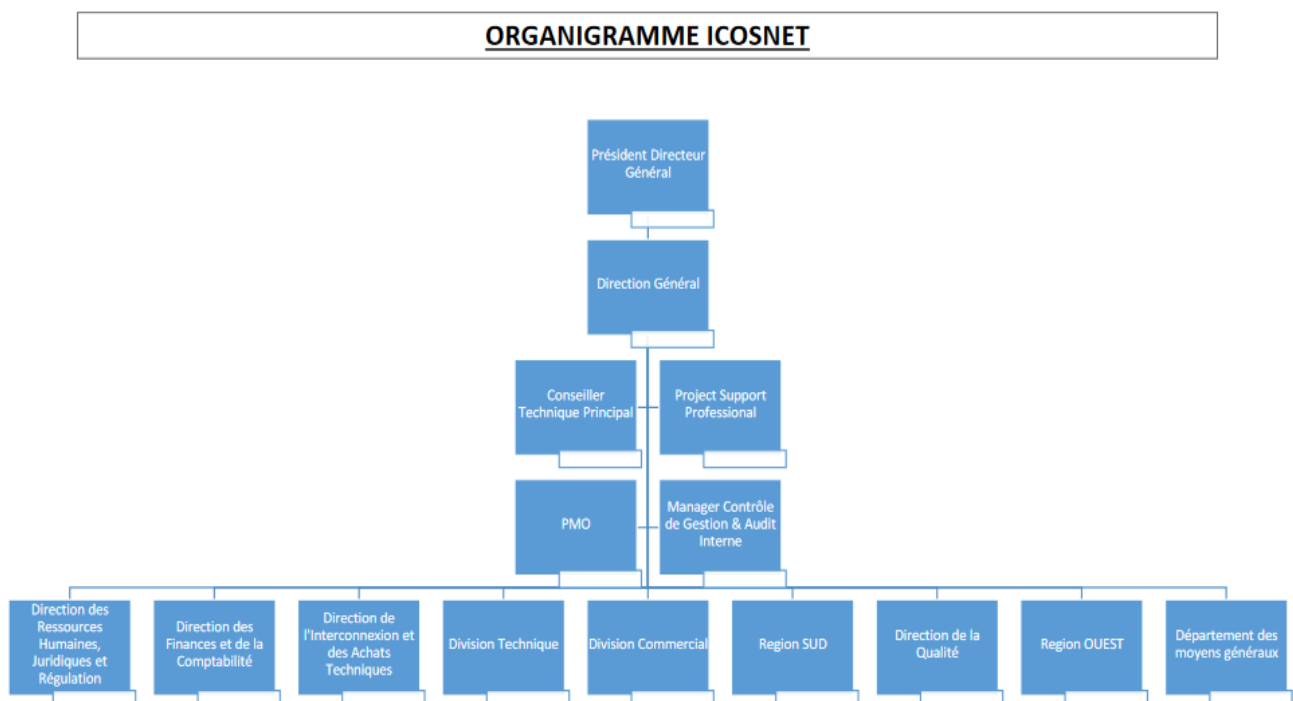 ORGANIGRAMME ICOSNET
Président Directeur
Général
Direction Général
Conseiller
Technique Principal
Project Support
Professional
PMO
Manager Contrôle
de Gestion & Audit
Interne
Direction des
Ressources
Humaines,
Juridiques et
Régulation
Direction des
Finances et de la
Comptabilité
Direction de
l'Interconnexion et
des Achats
Techniques
Division Technique
Division Commercial
Region SUD
Direction de la
Qualité
Region OUEST
Département des
moyens généraux